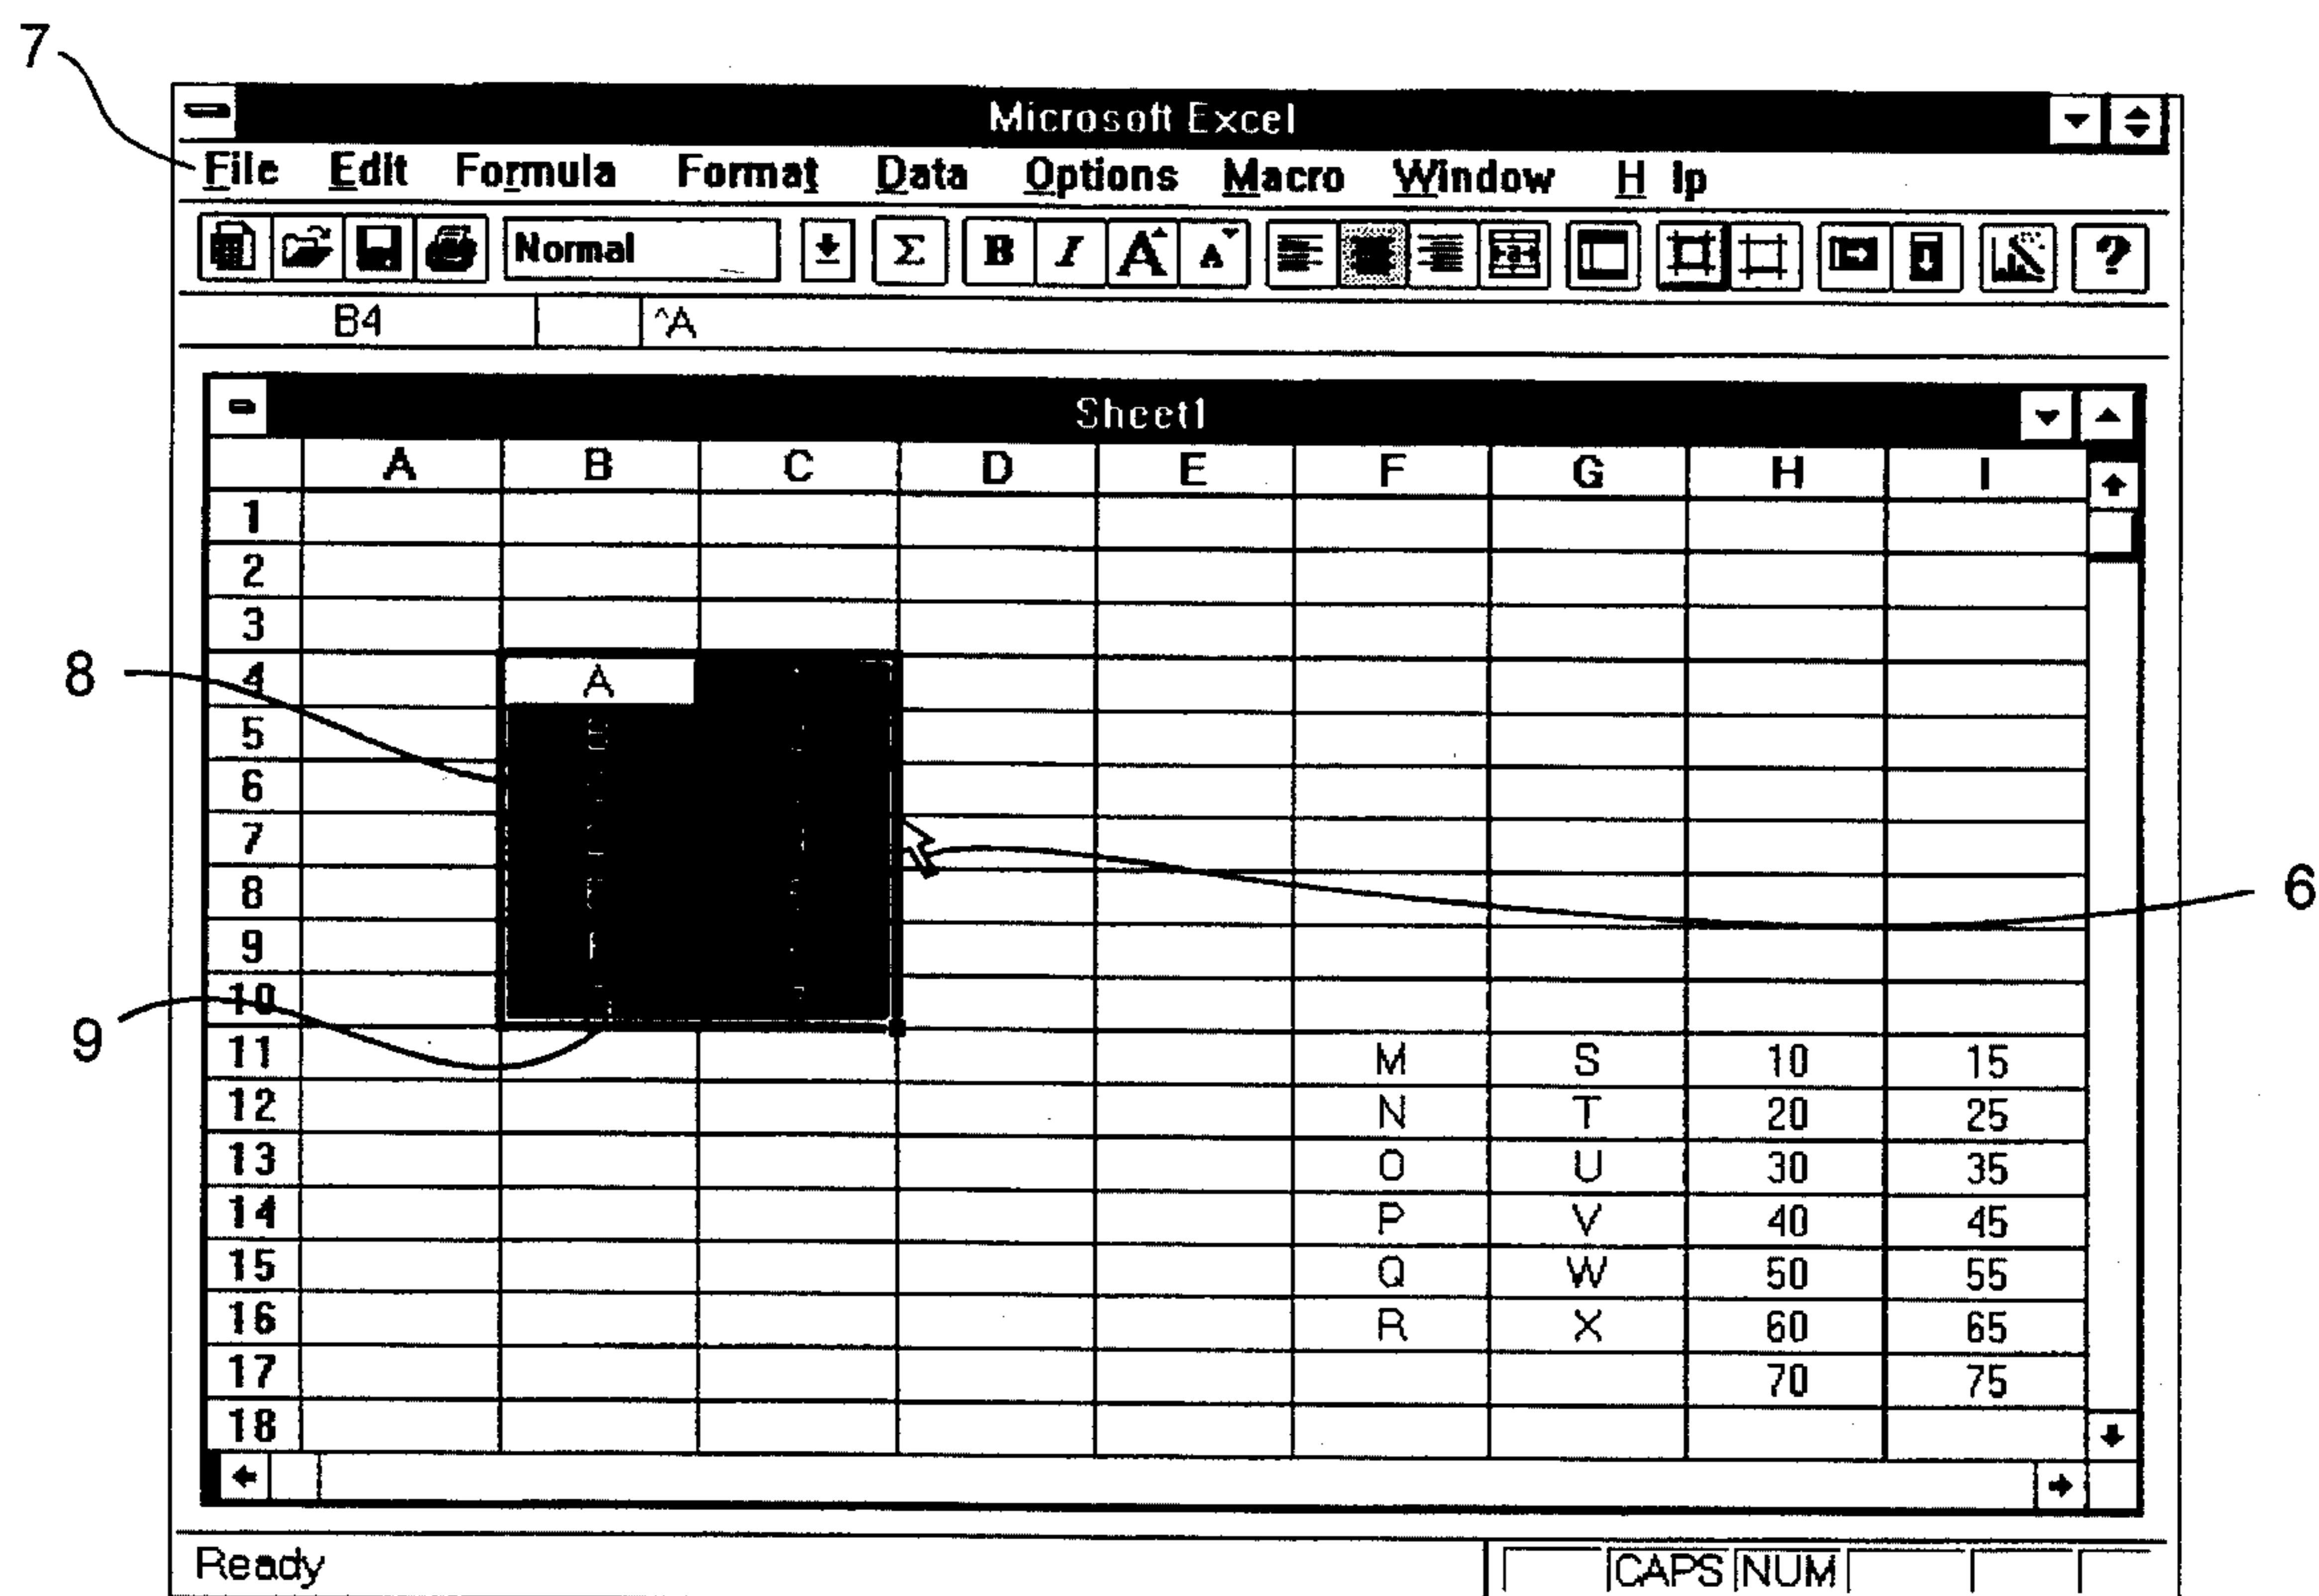 7
Microsoft Excel
File Edit Formula Format Data Options Macro Window H lp
Normal Σ B I A A a ?
B4 ^A
Sheet1
A B C D E F G H I
1
2
3
8 4 A
5
6
7
8 6
9
9 10
11 M S 10 15
12 N T 20 25
13 O U 30 35
14 P V 40 45
15 Q W 50 55
16 R X 60 65
17 70 75
18
Ready CAPS NUM